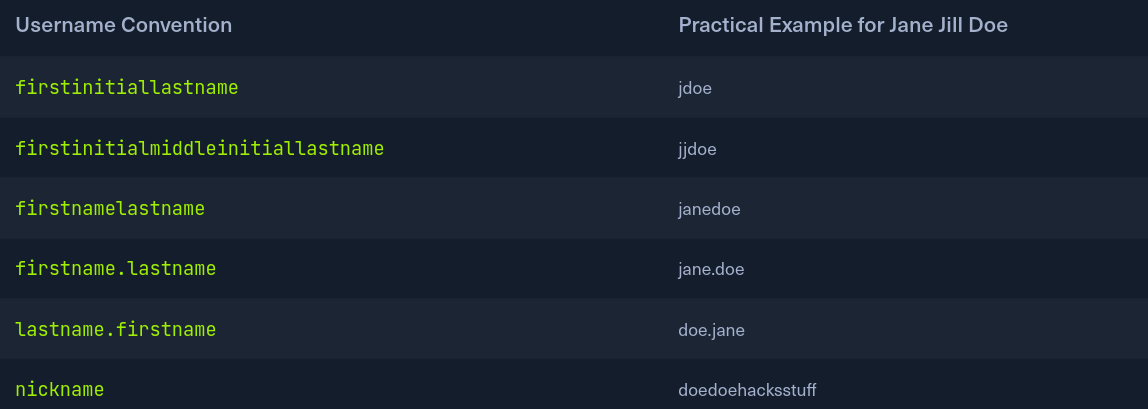 Username Convention Practical Example for Jane Jill Doe
firstinitiallastname jdoe
firstinitialmiddleinitiallastname jjdoe
firstnamelastname janedoe
firstname.lastname jane.doe
lastname.firstname doe.jane
nickname doedoehacksstuff